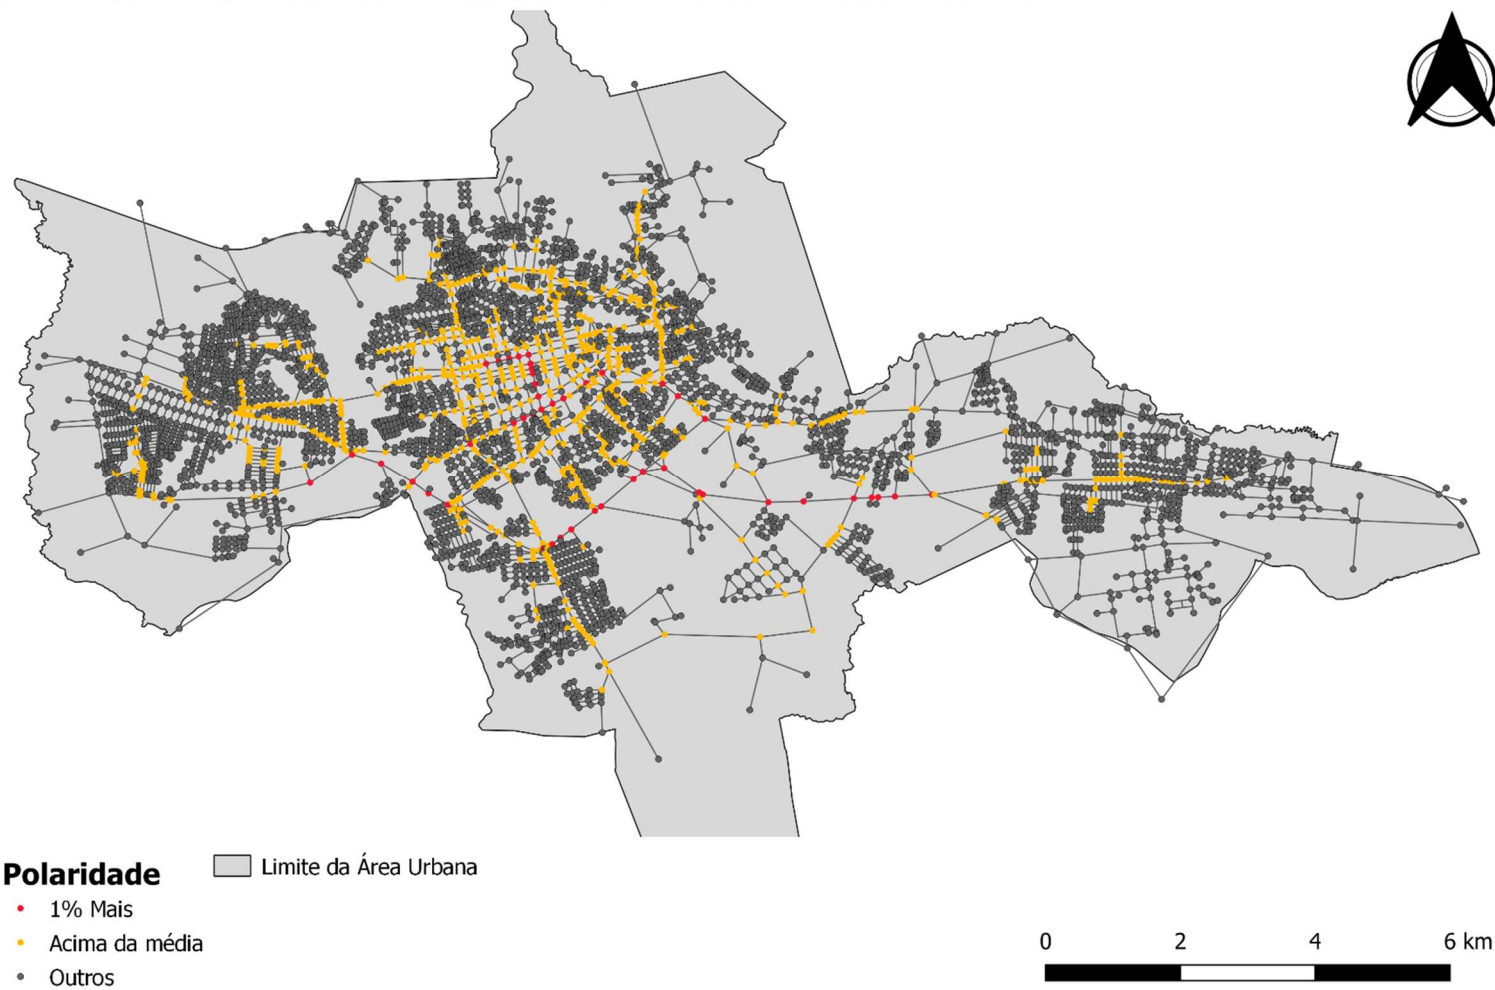 Polaridade
Limite da Área Urbana
1% Mais
Acima da média
Outros
0 2 4 6 km